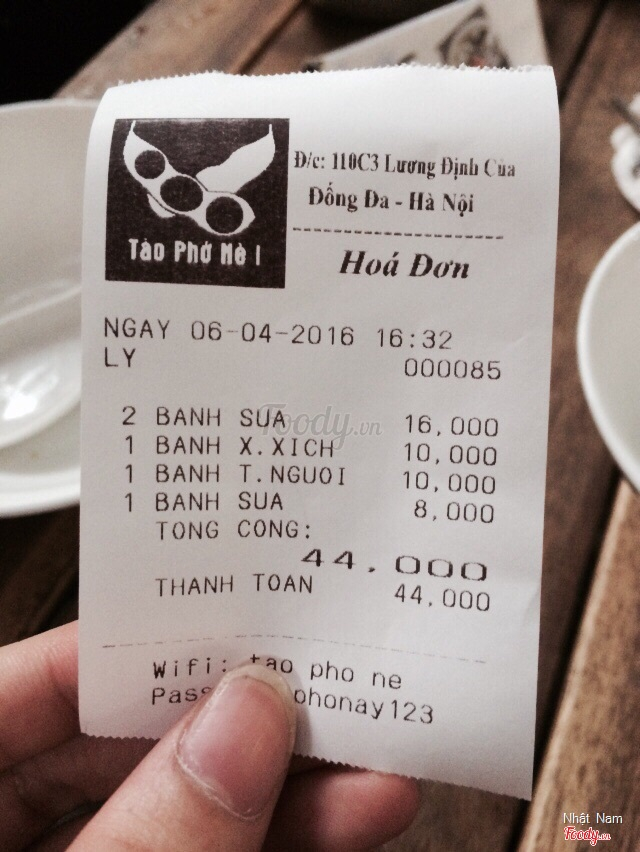 Đ/c: 110C3 Lương Định Của
Đống Đa - Hà Nội
Tào Phớ Nè !
Hoá Đơn
NGAY 06-04-2016 16:32
LY 000085
2 BANH SUA 16,000
1 BANH X.XICH 10,000
1 BANH T.NGUOI 10,000
1 BANH SUA 8,000
TONG CONG:
44.000
THANH TOAN 44,000
Wifi: tao pho ne
Pass phonay123
Foody.vn
Nhật Nam
Foody.vn